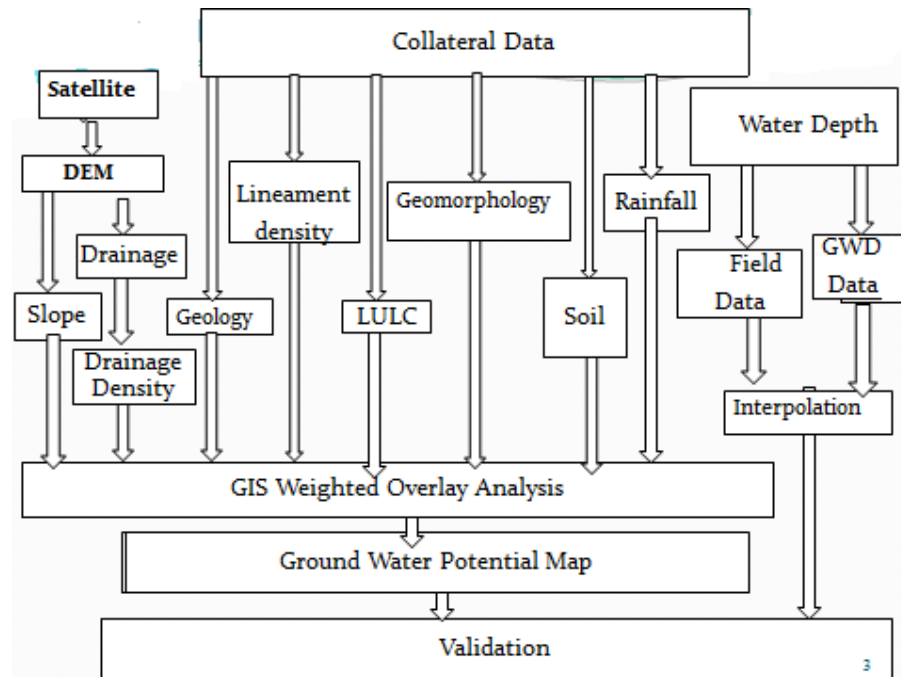 Collateral Data
Satellite
Water Depth
DEM
Lineament
density
Geomorphology
Rainfall
Drainage
Field
Data
GWD
Data
Slope
Geology
LULC
Soil
Drainage
Density
Interpolation
GIS Weighted Overlay Analysis
Ground Water Potential Map
Validation
3